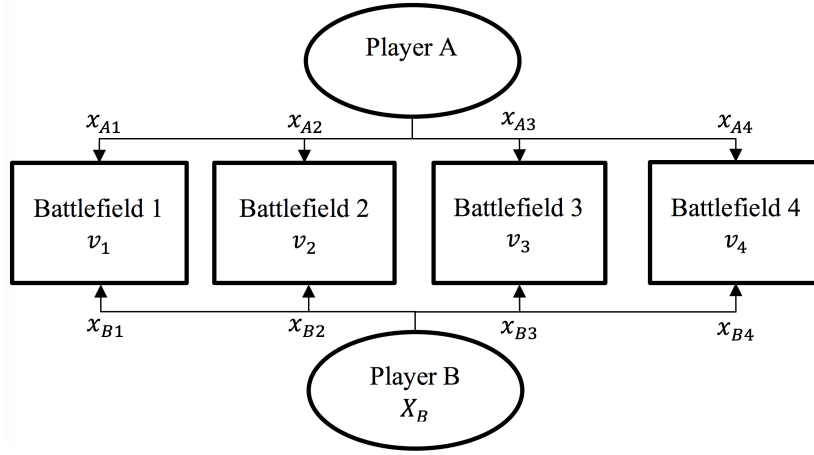 Player A
x_{A1} x_{A2} x_{A3} x_{A4}
Battlefield 1 Battlefield 2 Battlefield 3 Battlefield 4
v_1 v_2 v_3 v_4
x_{B1} x_{B2} x_{B3} x_{B4}
Player B
X_B